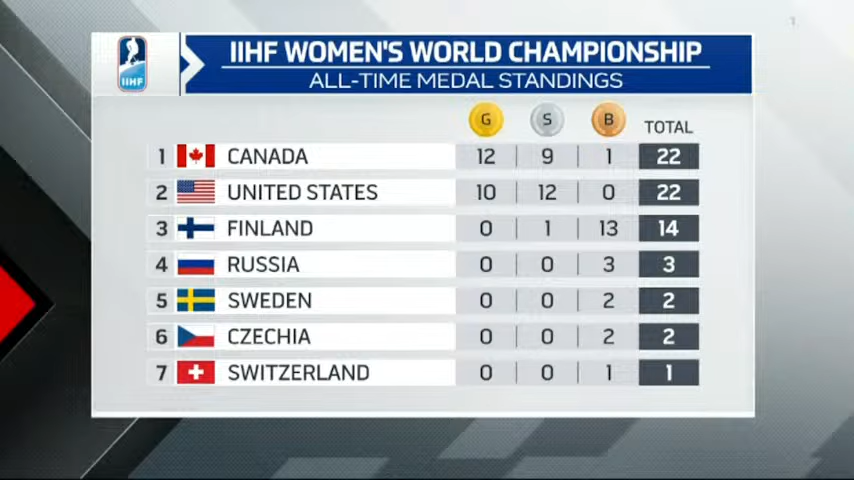 IIHF WOMEN'S WORLD CHAMPIONSHIP
IIHF
ALL-TIME MEDAL STANDINGS
G S B TOTAL
1 CANADA 12 9 1 22
2 UNITED STATES 10 12 0 22
3 FINLAND 0 1 13 14
4 RUSSIA 0 0 3 3
5 SWEDEN 0 0 2 2
6 CZECHIA 0 0 2 2
7 SWITZERLAND 0 0 1 1